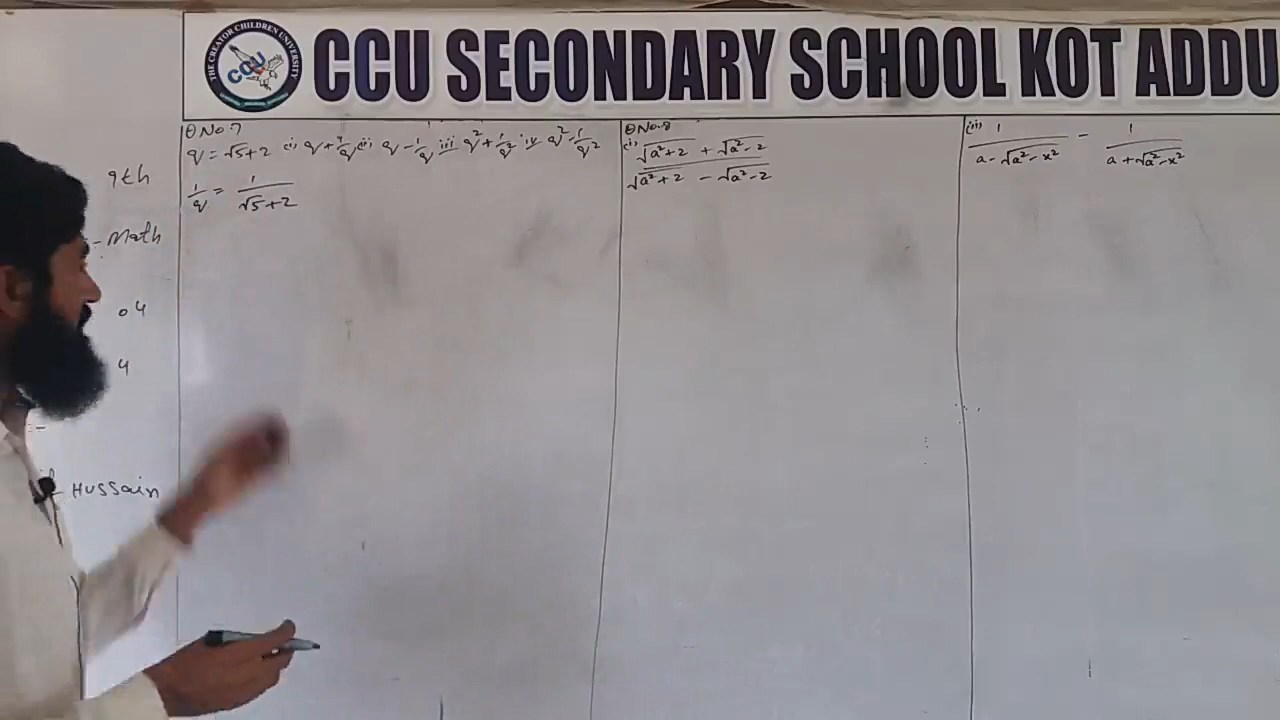 THE CREATOR CHILDREN UNIVERSITY
CCU
CCU SECONDARY SCHOOL KOT ADDU
9th
Math
04
4
Hussain
Q No.7
q = √5+2 (i) q + 1/q (ii) q - 1/q iii q² + 1/q² iv q² - 1/q²
1/q = 1/(√5+2)
Q No.8
(i) (√(a²+2) + √(a²-2)) / (√(a²+2) - √(a²-2))
(ii) 1/(a-√(a²-x²)) - 1/(a+√(a²-x²))